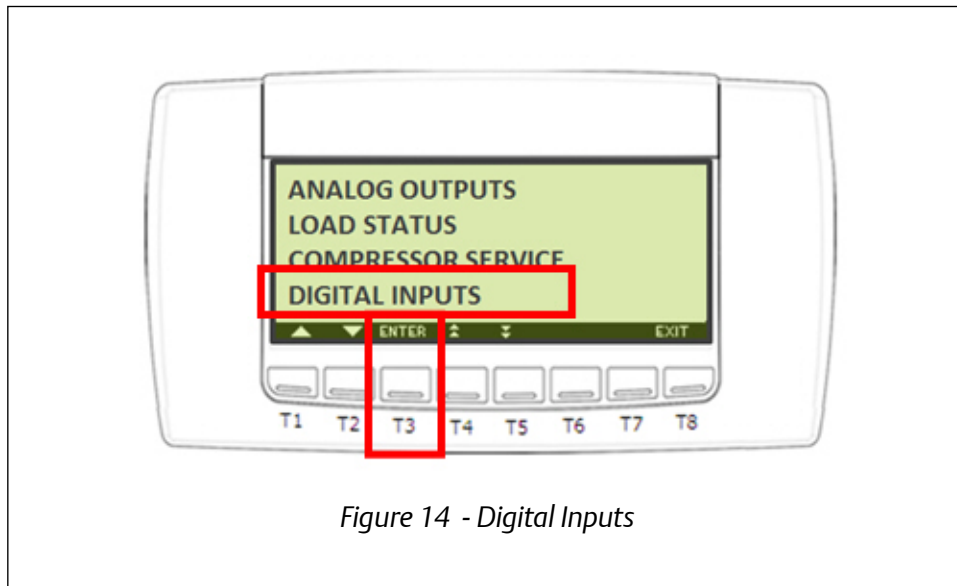 ANALOG OUTPUTS
LOAD STATUS
COMPRESSOR SERVICE
DIGITAL INPUTS
ENTER EXIT
T1 T2 T3 T4 T5 T6 T7 T8
Figure 14 - Digital Inputs